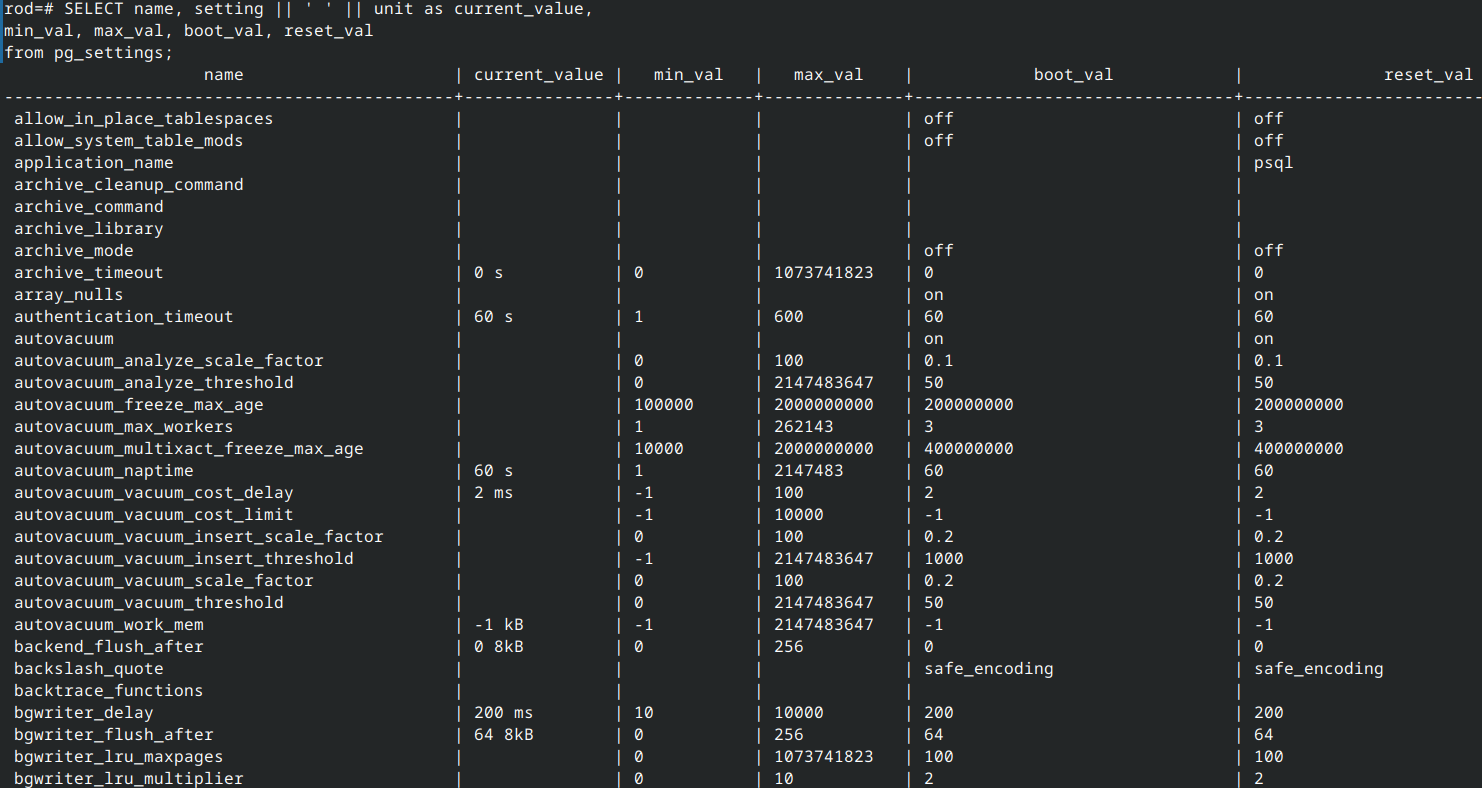 rod=# SELECT name, setting || ' ' || unit as current_value,
min_val, max_val, boot_val, reset_val
from pg_settings;
name | current_value | min_val | max_val | boot_val | reset_val
---------------------------------------------+---------------+-------------+--------------+--------------------------------+------------------------
allow_in_place_tablespaces | | | | off | off
allow_system_table_mods | | | | off | off
application_name | | | | | psql
archive_cleanup_command | | | | |
archive_command | | | | |
archive_library | | | | |
archive_mode | | | | off | off
archive_timeout | 0 s | 0 | 1073741823 | 0 | 0
array_nulls | | | | on | on
authentication_timeout | 60 s | 1 | 600 | 60 | 60
autovacuum | | | | on | on
autovacuum_analyze_scale_factor | | 0 | 100 | 0.1 | 0.1
autovacuum_analyze_threshold | | 0 | 2147483647 | 50 | 50
autovacuum_freeze_max_age | | 100000 | 2000000000 | 200000000 | 200000000
autovacuum_max_workers | | 1 | 262143 | 3 | 3
autovacuum_multixact_freeze_max_age | | 10000 | 2000000000 | 400000000 | 400000000
autovacuum_naptime | 60 s | 1 | 2147483 | 60 | 60
autovacuum_vacuum_cost_delay | 2 ms | -1 | 100 | 2 | 2
autovacuum_vacuum_cost_limit | | -1 | 10000 | -1 | -1
autovacuum_vacuum_insert_scale_factor | | 0 | 100 | 0.2 | 0.2
autovacuum_vacuum_insert_threshold | | -1 | 2147483647 | 1000 | 1000
autovacuum_vacuum_scale_factor | | 0 | 100 | 0.2 | 0.2
autovacuum_vacuum_threshold | | 0 | 2147483647 | 50 | 50
autovacuum_work_mem | -1 kB | -1 | 2147483647 | -1 | -1
backend_flush_after | 0 8kB | 0 | 256 | 0 | 0
backslash_quote | | | | safe_encoding | safe_encoding
backtrace_functions | | | | |
bgwriter_delay | 200 ms | 10 | 10000 | 200 | 200
bgwriter_flush_after | 64 8kB | 0 | 256 | 64 | 64
bgwriter_lru_maxpages | | 0 | 1073741823 | 100 | 100
bgwriter_lru_multiplier | | 0 | 10 | 2 | 2